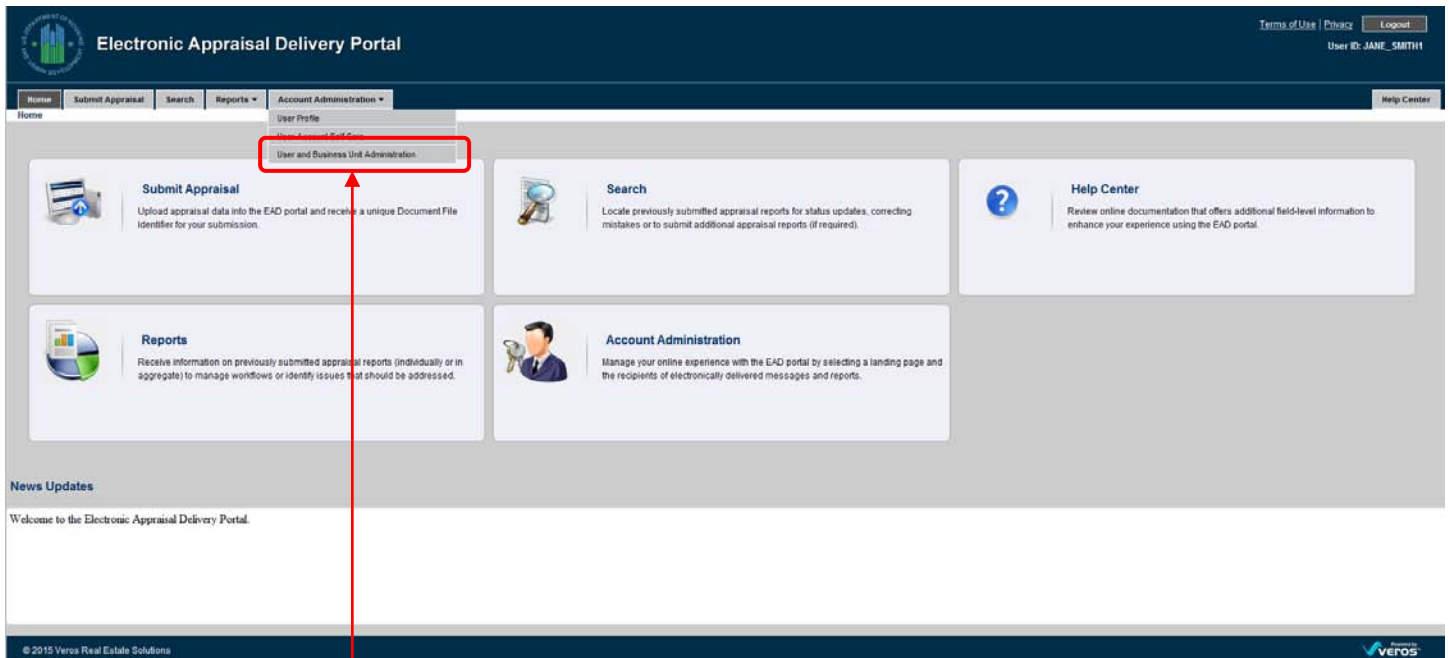 Terms of Use | Privacy Logout
Electronic Appraisal Delivery Portal
User ID: JANE_SMITH1
Home Submit Appraisal Search Reports Account Administration Help Center
Home
User Profile
User Account Self Care
User and Business Unit Administration
Submit Appraisal
Upload appraisal data into the EAD portal and receive a unique Document File
Identifier for your submission.
Search
Locate previously submitted appraisal reports for status updates, correcting
mistakes or to submit additional appraisal reports (if required).
Help Center
Review online documentation that offers additional field-level information to
enhance your experience using the EAD portal.
Reports
Receive information on previously submitted appraisal reports (individually or in
aggregate) to manage workflows or identify issues that should be addressed.
Account Administration
Manage your online experience with the EAD portal by selecting a landing page and
the recipients of electronically delivered messages and reports.
News Updates
Welcome to the Electronic Appraisal Delivery Portal.
© 2015 Veros Real Estate Solutions
Powered by
veros